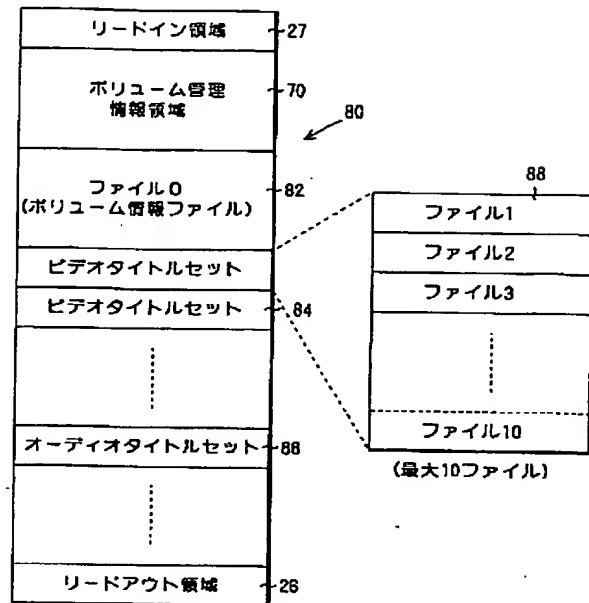 リードイン領域
27
ボリューム管理
情報領域
70
80
ファイル0
(ボリューム情報ファイル)
82
ビデオタイトルセット
ビデオタイトルセット
84
オーディオタイトルセット
88
リードアウト領域
26
88
ファイル1
ファイル2
ファイル3
ファイル10
(最大10ファイル)